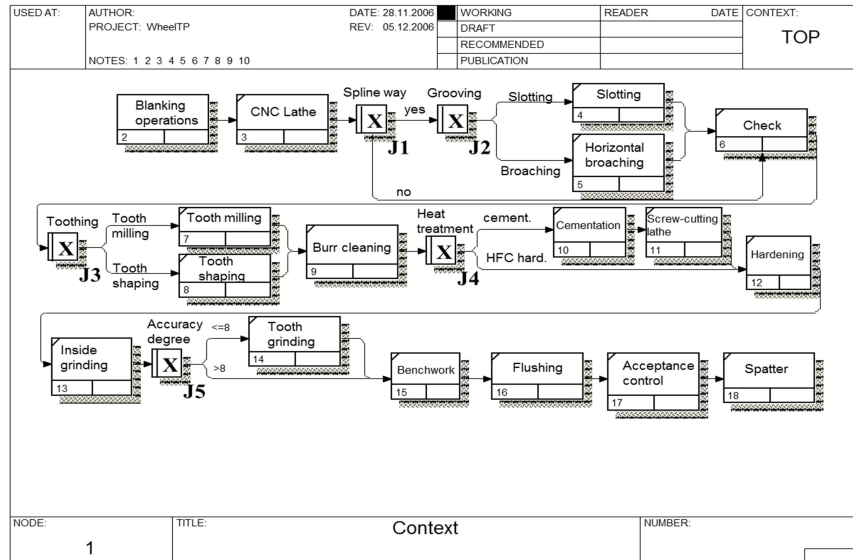 USED AT:
AUTHOR:
DATE: 28.11.2006
WORKING
READER
DATE
CONTEXT:
PROJECT: WheelTP
REV: 05.12.2006
DRAFT
TOP
RECOMMENDED
NOTES: 1 2 3 4 5 6 7 8 9 10
PUBLICATION
Blanking
operations
2
CNC Lathe
3
Spline way
X
J1
yes
no
Grooving
X
J2
Slotting
Broaching
Slotting
4
Horizontal
broaching
5
Check
6
Toothing
X
J3
Tooth
milling
Tooth
shaping
Tooth milling
7
Tooth
shaping
8
Burr cleaning
9
Heat
treatment
X
J4
cement.
HFC hard.
Cementation
10
Screw-cutting
lathe
11
Hardening
12
Inside
grinding
13
Accuracy
degree
X
J5
<=8
>8
Tooth
grinding
14
Benchwork
15
Flushing
16
Acceptance
control
17
Spatter
18
NODE:
1
TITLE:
Context
NUMBER: